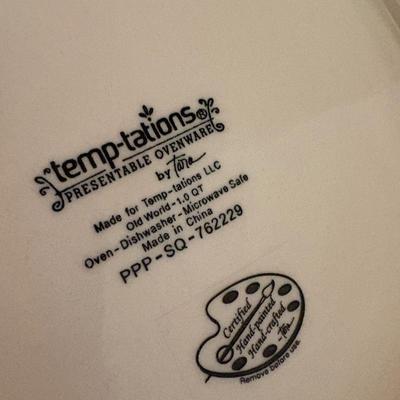 temp-tations®
PRESENTABLE OVENWARE
by Tara
Made for Temp-tations LLC
Old World-1.0 QT
Oven-Dishwasher-Microwave Safe
Made in China
PPP-SQ-762229
Certified
Hand-painted
Hand-crafted
-Tara
Remove before use.